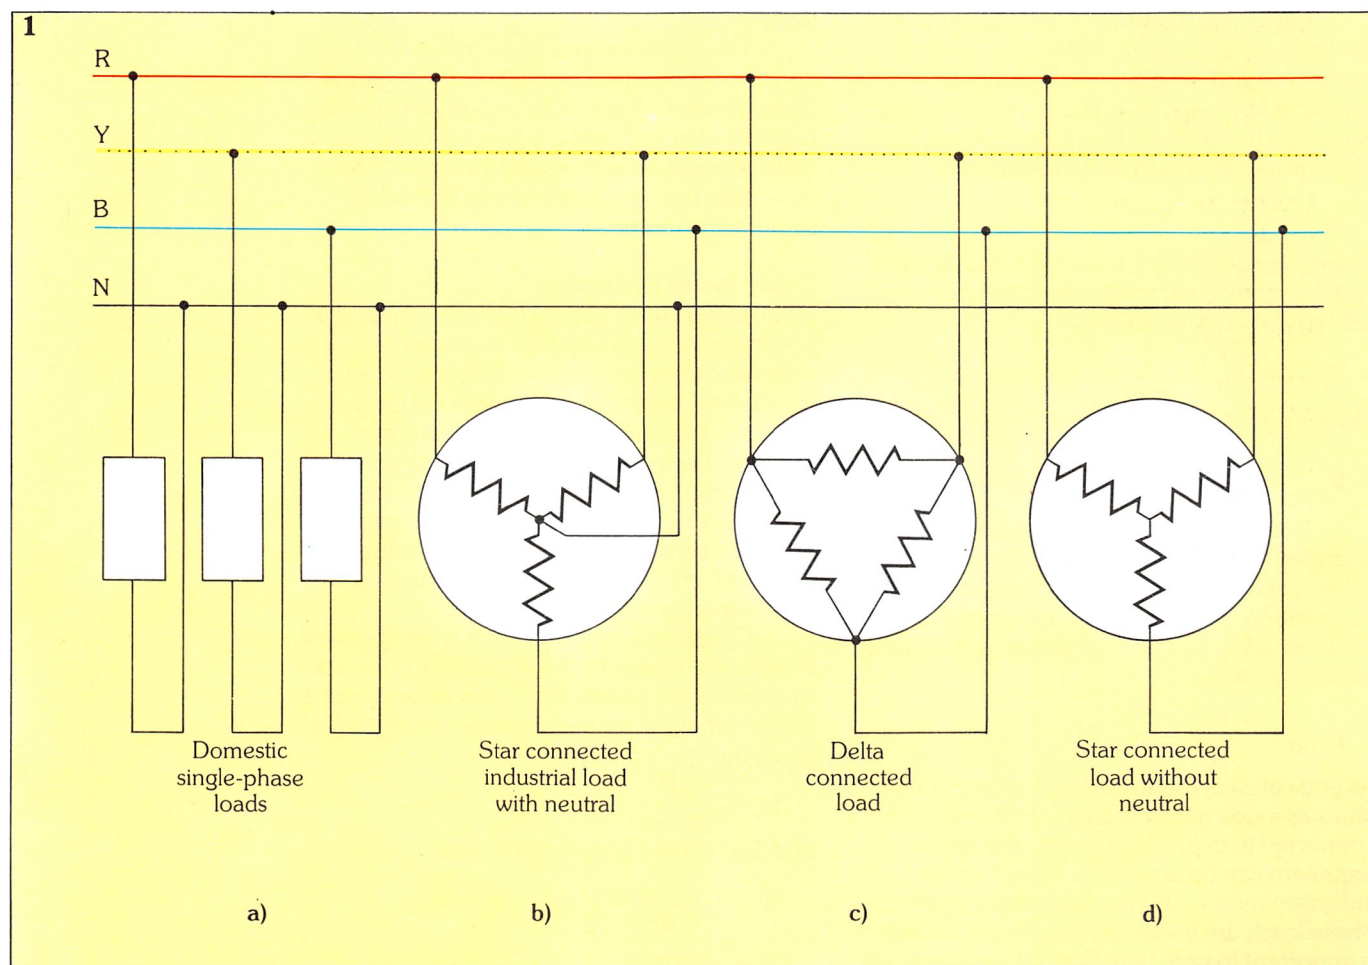 1
R
Y
B
N
Domestic
single-phase
loads
Star connected
industrial load
with neutral
Delta
connected
load
Star connected
load without
neutral
a)
b)
c)
d)